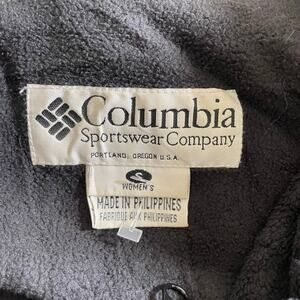 Columbia
Sportswear Company
PORTLAND, OREGON U.S.A.
S
WOMEN'S
MADE IN PHILIPPINES
FABRIQUE AUX PHILIPPINES